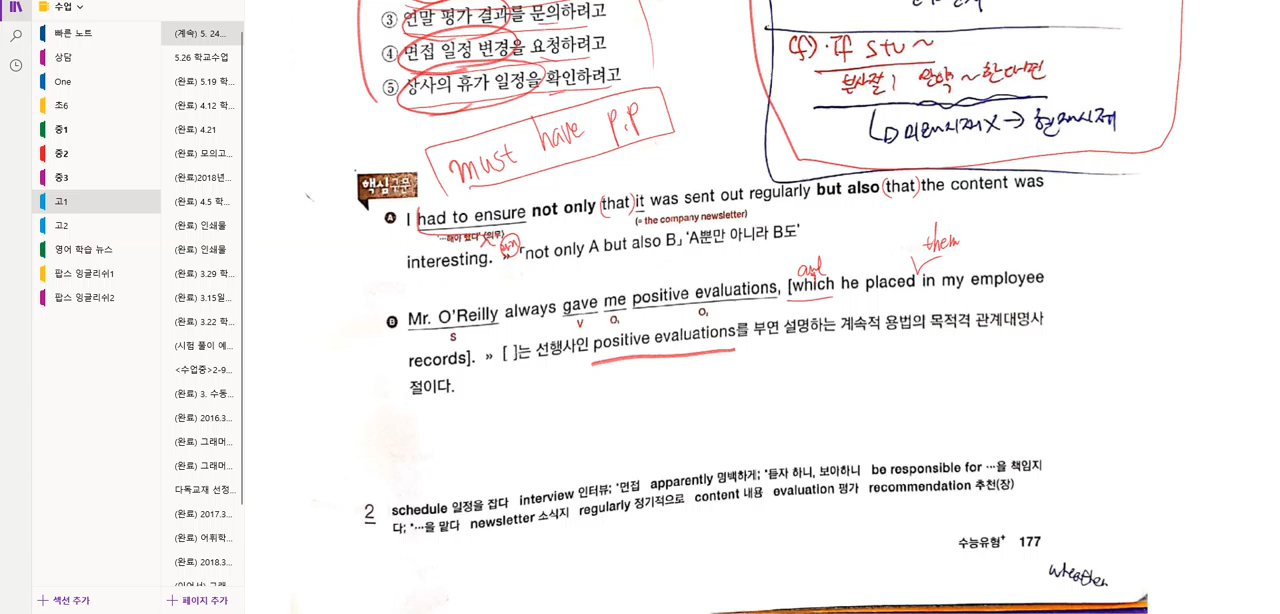 수업
빠른 노트
상담
One
초6
중1
중2
중3
고1
고2
영어 학습 뉴스
팝스 잉글리쉬1
팝스 잉글리쉬2
+ 섹션 추가
(계속) 5. 24...
5.26 학교수업
(완료) 5.19 학...
(완료) 4.12 학...
(완료) 4.21
(완료) 모의고...
(완료)2018년...
(완료) 4.5 학...
(완료) 인쇄물
(완료) 인쇄물
(완료) 3.29 학...
(완료) 3.15일...
(완료) 3.22 학...
(시험 풀이 예...
<수업중>2-9...
(완료) 3. 수동...
(완료) 2016.3...
(완료) 그래머...
(완료) 그래머...
다독교재 선정...
(완료) 2017.3...
(완료) 어휘학...
(완료) 2018.3...
+ 페이지 추가
③ 연말 평가 결과를 문의하려고
④ 면접 일정 변경을 요청하려고
⑤ 상사의 휴가 일정을 확인하려고
If S+V ~
만약 ~한다면
미래시제 X → 현재시제
must have P.P
핵심구문
A I had to ensure not only (that) it was sent out regularly but also (that) the content was
'…해야 했다' (의무) (= the company newsletter)
interesting. » 「not only A but also B」 'A뿐만 아니라 B도'
them
and
B Mr. O'Reilly always gave me positive evaluations, [which he placed in my employee
S V O₁ O₂
records]. » [ ]는 선행사인 positive evaluations를 부연 설명하는 계속적 용법의 목적격 관계대명사
절이다.
2 schedule 일정을 잡다 interview 인터뷰; *면접 apparently 명백하게; *듣자 하니, 보아하니 be responsible for …을 책임지
다; *…을 맡다 newsletter 소식지 regularly 정기적으로 content 내용 evaluation 평가 recommendation 추천(장)
수능유형+ 177